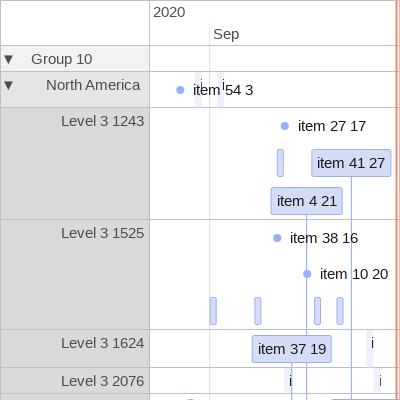 2020
Sep
▼ Group 10
▼ North America
i i
item 54 3
Level 3 1243
item 27 17
item 41 27
item 4 21
Level 3 1525
item 38 16
item 10 20
Level 3 1624
item 37 19
i
Level 3 2076
i i